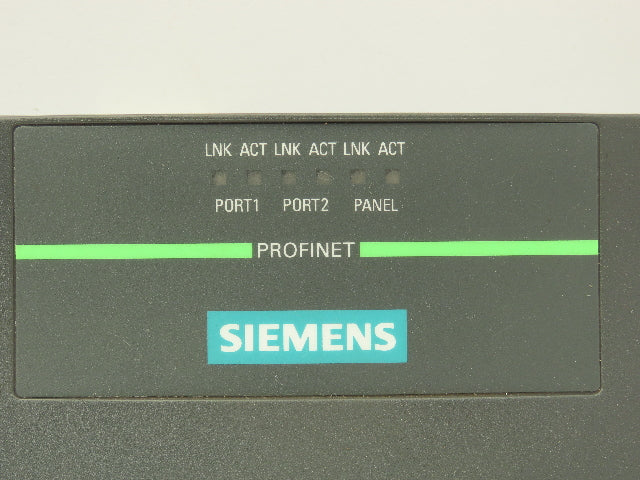 LNK ACT LNK ACT LNK ACT
PORT1 PORT2 PANEL
PROFINET
SIEMENS